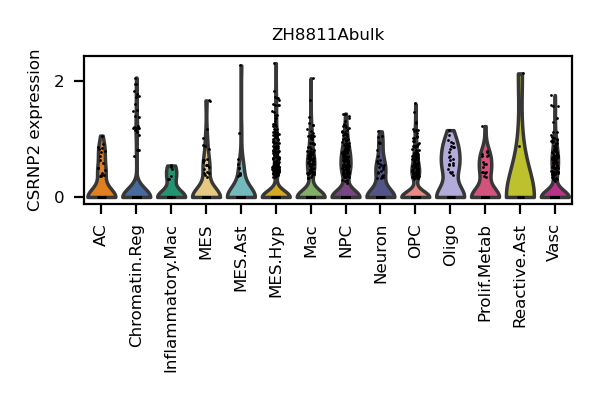 ZH8811Abulk
CSRNP2 expression
2
0
AC
Chromatin.Reg
Inflammatory.Mac
MES
MES.Ast
MES.Hyp
Mac
NPC
Neuron
OPC
Oligo
Prolif.Metab
Reactive.Ast
Vasc